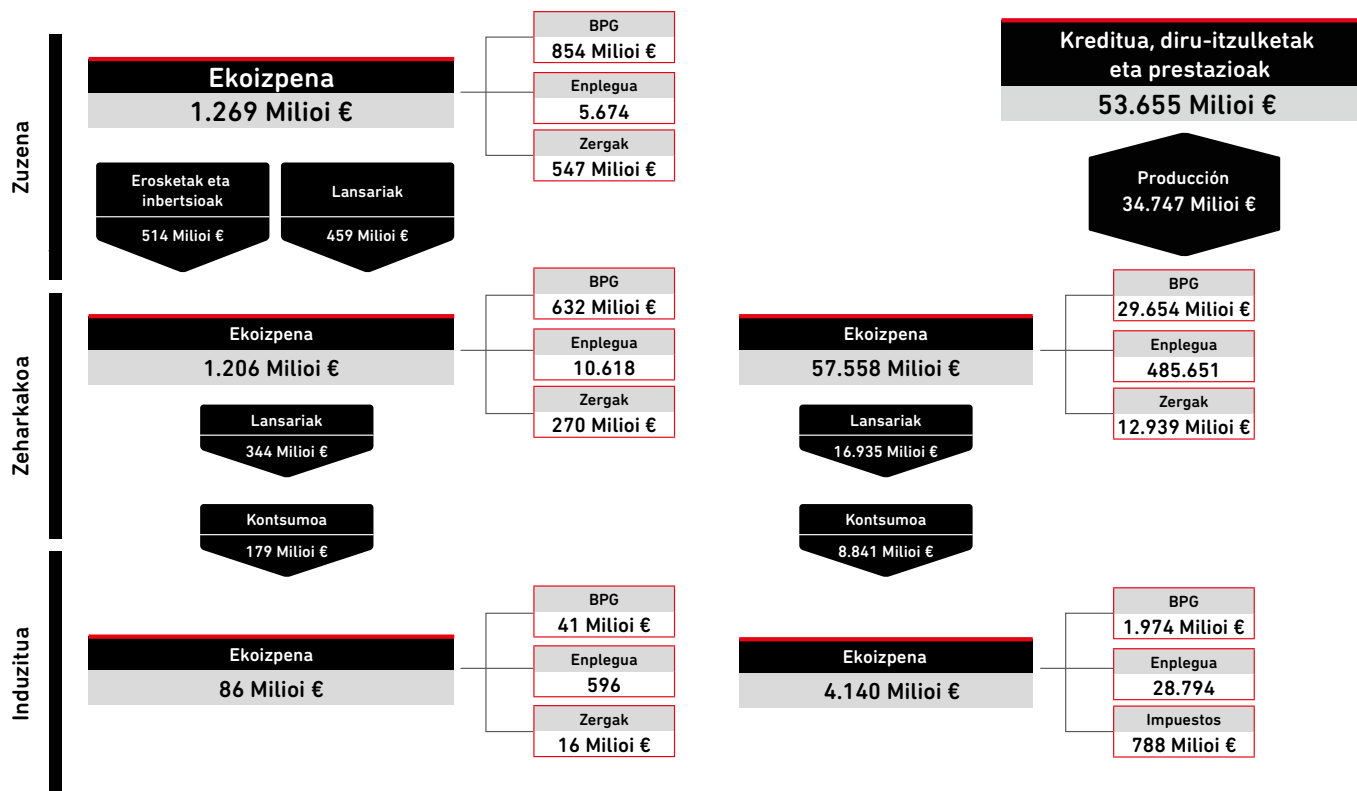 Zuzena
Ekoizpena
1.269 Milioi €
BPG
854 Milioi €
Enplegua
5.674
Zergak
547 Milioi €
Erosketak eta
inbertsioak
514 Milioi €
Lansariak
459 Milioi €
Kreditua, diru-itzulketak
eta prestazioak
53.655 Milioi €
Producción
34.747 Milioi €
Zeharkakoa
Ekoizpena
1.206 Milioi €
BPG
632 Milioi €
Enplegua
10.618
Zergak
270 Milioi €
Lansariak
344 Milioi €
Kontsumoa
179 Milioi €
Ekoizpena
57.558 Milioi €
BPG
29.654 Milioi €
Enplegua
485.651
Zergak
12.939 Milioi €
Lansariak
16.935 Milioi €
Kontsumoa
8.841 Milioi €
Induzitua
Ekoizpena
86 Milioi €
BPG
41 Milioi €
Enplegua
596
Zergak
16 Milioi €
Ekoizpena
4.140 Milioi €
BPG
1.974 Milioi €
Enplegua
28.794
Impuestos
788 Milioi €